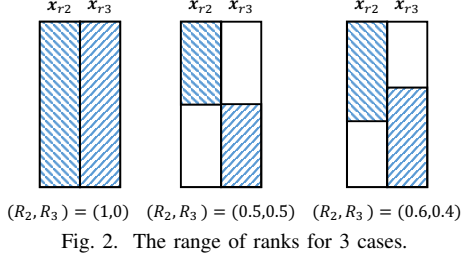 x_{r2} x_{r3} x_{r2} x_{r3} x_{r2} x_{r3}
(R_2, R_3) = (1,0) (R_2, R_3) = (0.5,0.5) (R_2, R_3) = (0.6,0.4)
Fig. 2. The range of ranks for 3 cases.